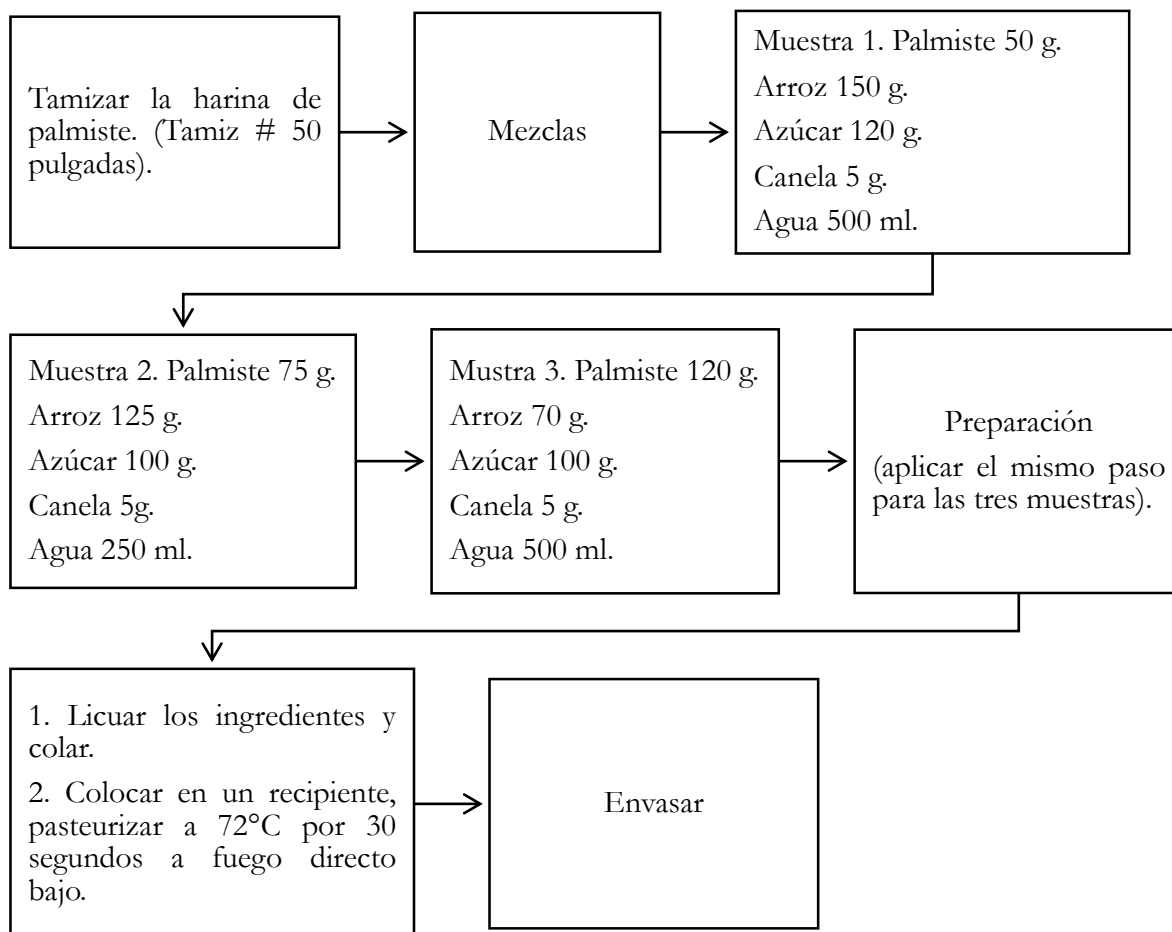 Tamizar la harina de
palmiste. (Tamiz # 50
pulgadas).
Mezclas
Muestra 1. Palmiste 50 g.
Arroz 150 g.
Azúcar 120 g.
Canela 5 g.
Agua 500 ml.
Muestra 2. Palmiste 75 g.
Arroz 125 g.
Azúcar 100 g.
Canela 5g.
Agua 250 ml.
Mustra 3. Palmiste 120 g.
Arroz 70 g.
Azúcar 100 g.
Canela 5 g.
Agua 500 ml.
Preparación
(aplicar el mismo paso
para las tres muestras).
1. Licuar los ingredientes y
colar.
2. Colocar en un recipiente,
pasteurizar a 72°C por 30
segundos a fuego directo
bajo.
Envasar